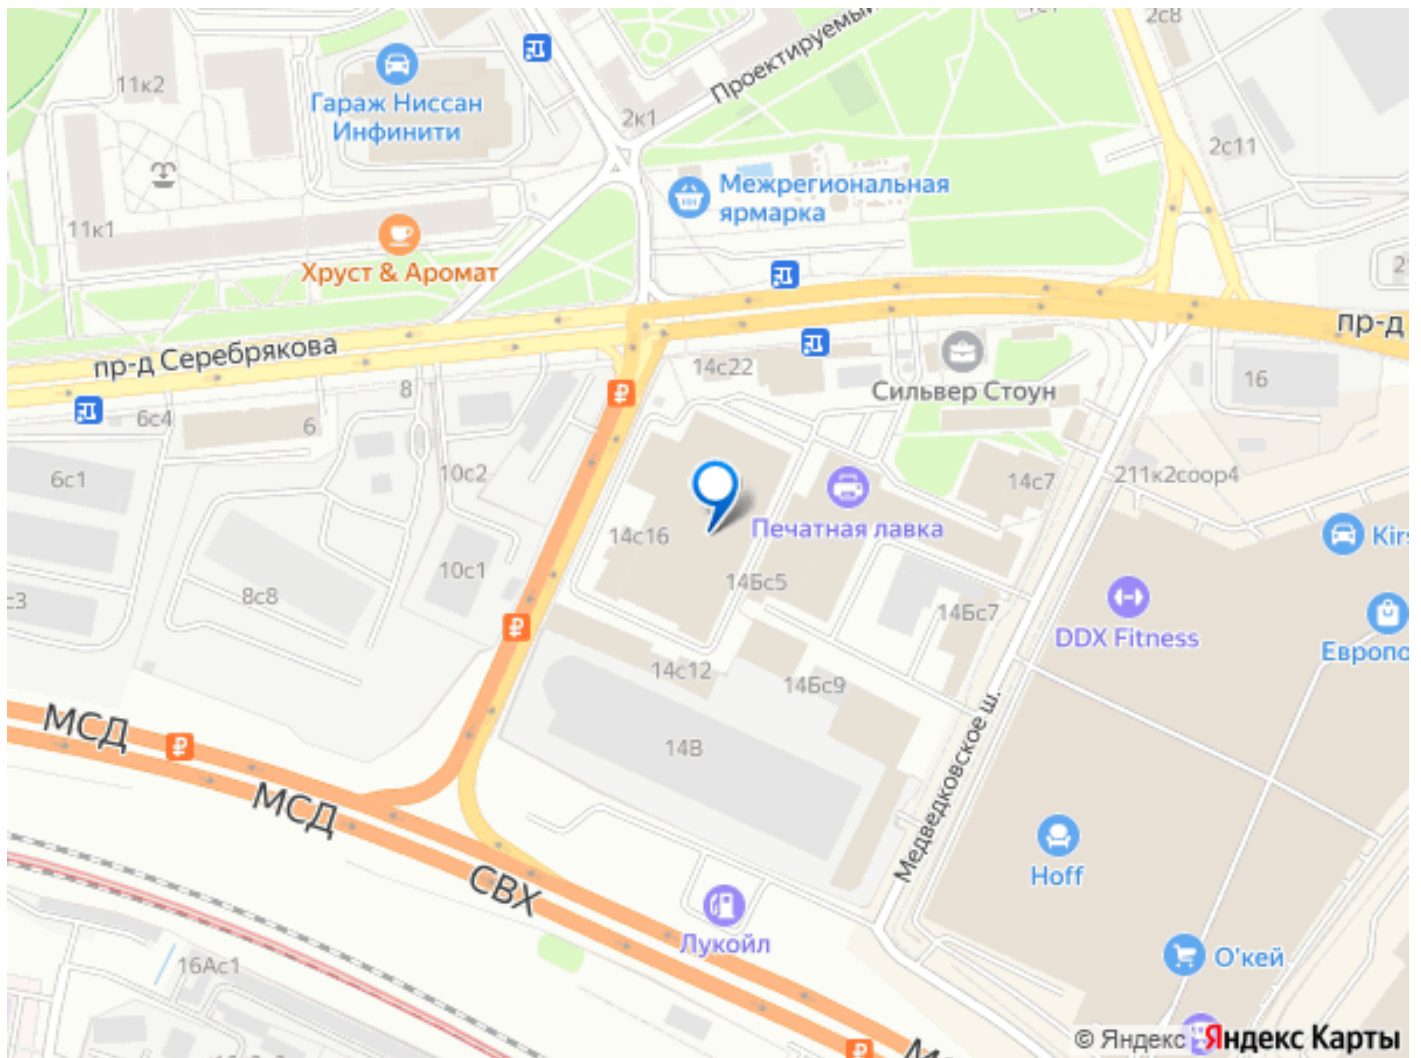 2с8
11к2
Гараж Ниссан
Инфинити
2к1
Проектируемый
2с11
Межрегиональная
ярмарка
11к1
Хруст & Аромат
пр-д Серебрякова
пр-д
14с22
Сильвер Стоун
16
8
6с4
6
6с1
10с2
14с7
211к2соор4
Печатная лавка
14с16
Kirs
10с1
14Бс5
8с8
14Бс7
DDX Fitness
Европо
14с12
14Бс9
МСД
14В
МСД
Медведковское ш.
СВХ
Hoff
Лукойл
О'кей
16Ас1
© Яндекс
Яндекс Карты